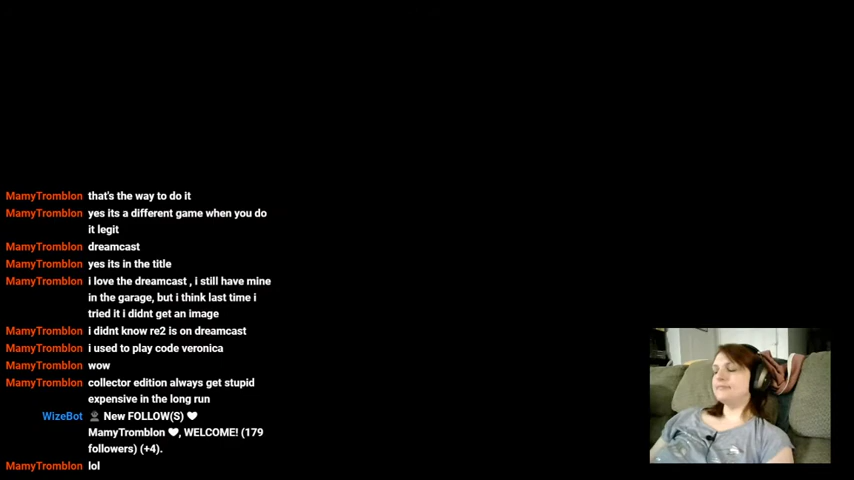 MamyTromblon that's the way to do it
MamyTromblon yes its a different game when you do
it legit
MamyTromblon dreamcast
MamyTromblon yes its in the title
MamyTromblon i love the dreamcast , i still have mine
in the garage, but i think last time i
tried it i didnt get an image
MamyTromblon i didnt know re2 is on dreamcast
MamyTromblon i used to play code veronica
MamyTromblon wow
MamyTromblon collector edition always get stupid
expensive in the long run
WizeBot New FOLLOW(S)
MamyTromblon , WELCOME! (179
followers) (+4).
MamyTromblon lol